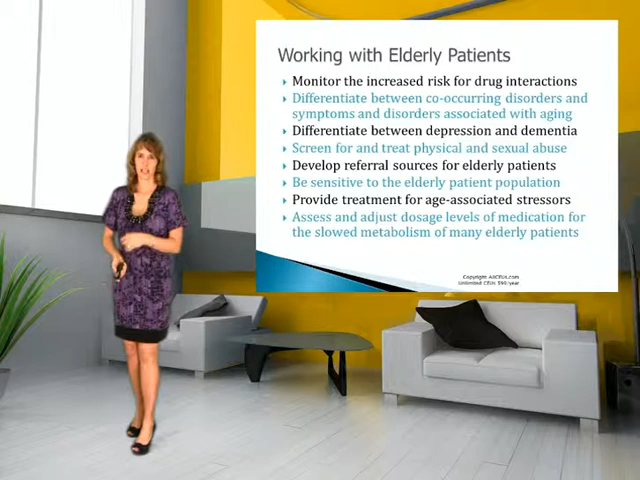 Working with Elderly Patients
Monitor the increased risk for drug interactions
Differentiate between co-occurring disorders and
symptoms and disorders associated with aging
Differentiate between depression and dementia
Screen for and treat physical and sexual abuse
Develop referral sources for elderly patients
Be sensitive to the elderly patient population
Provide treatment for age-associated stressors
Assess and adjust dosage levels of medication for
the slowed metabolism of many elderly patients
Copyright AllCEUs.com
Unlimited CEUs $99/year